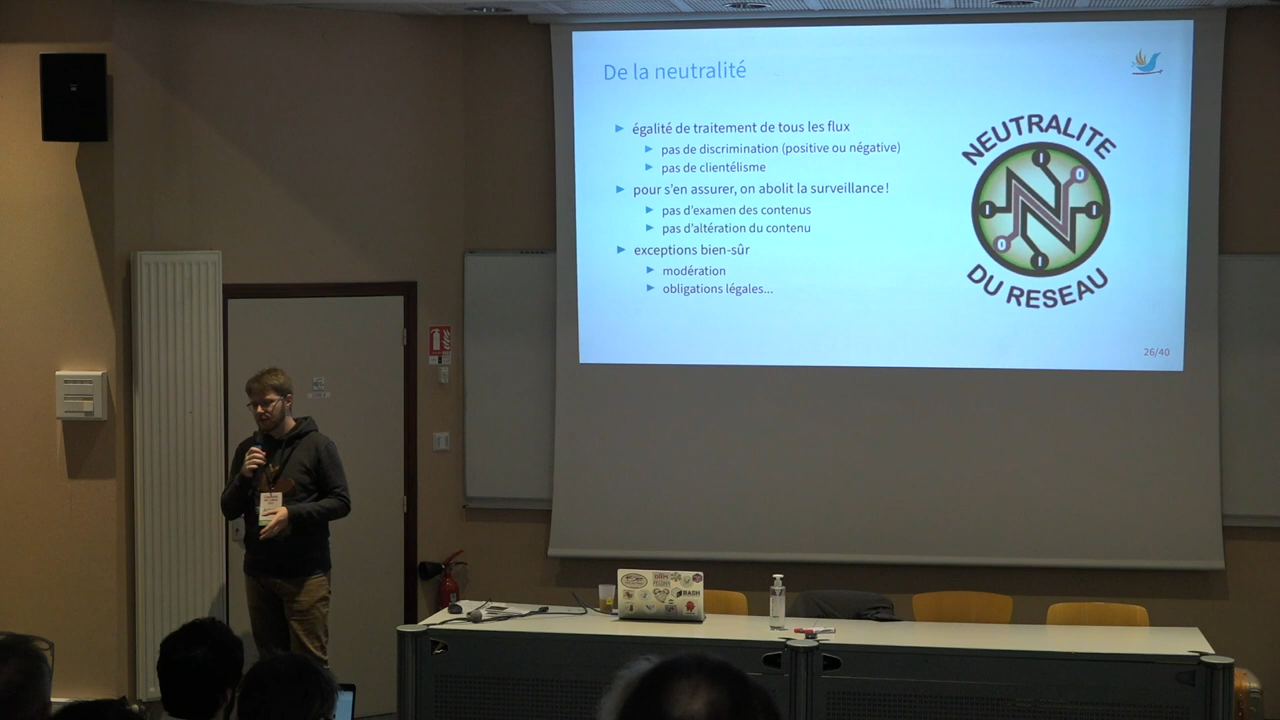 De la neutralité
égalité de traitement de tous les flux
pas de discrimination (positive ou négative)
pas de clientélisme
pour s'en assurer, on abolit la surveillance!
pas d'examen des contenus
pas d'altération du contenu
exceptions bien-sûr
modération
obligations légales...
NEUTRALITE
DU RESEAU
26/40
BASH